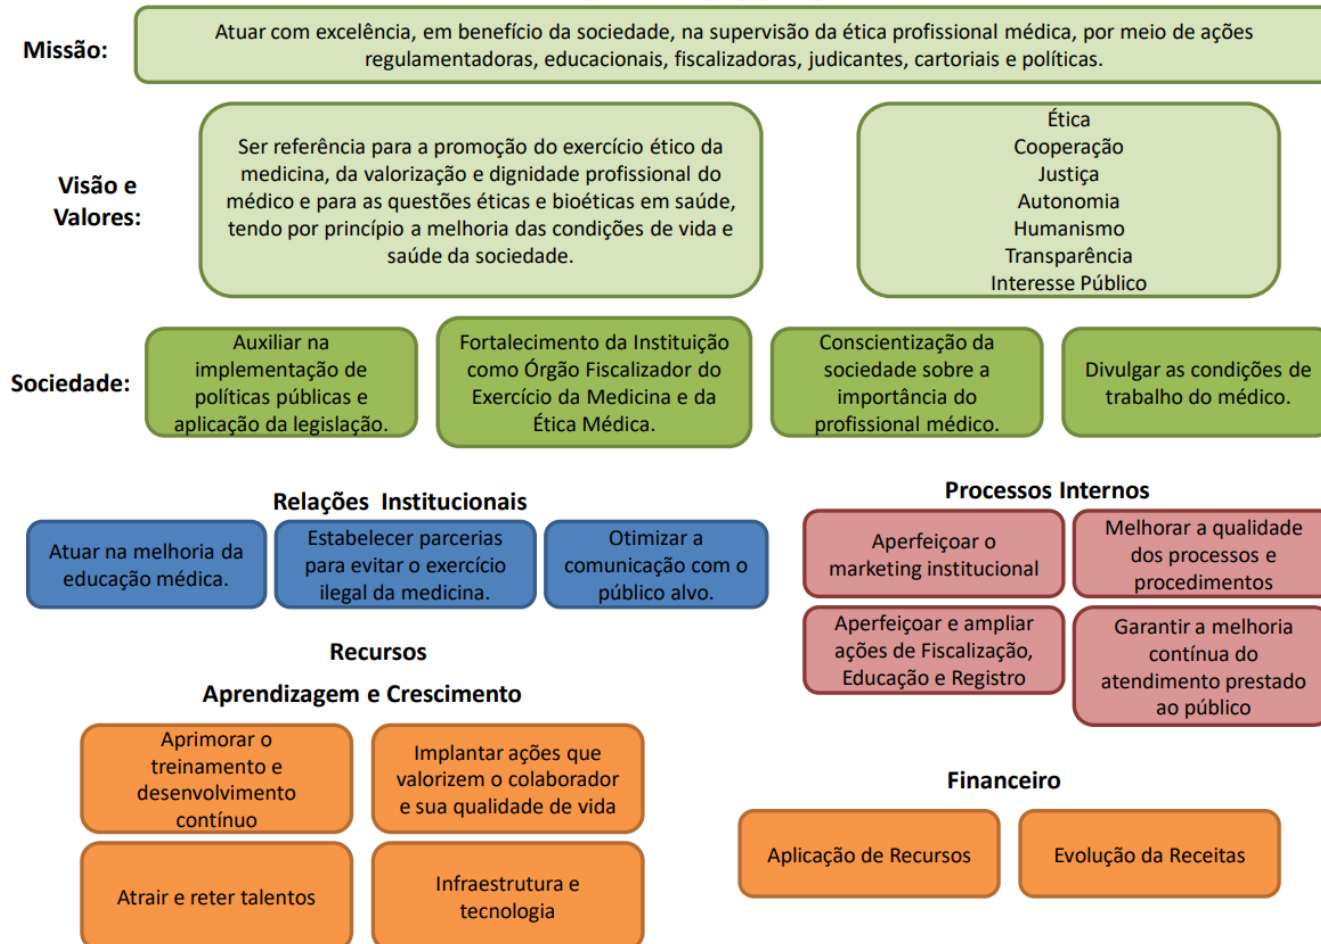 Missão:
Atuar com excelência, em benefício da sociedade, na supervisão da ética profissional médica, por meio de ações
regulamentadoras, educacionais, fiscalizadoras, judicantes, cartoriais e políticas.
Visão e
Valores:
Ser referência para a promoção do exercício ético da
medicina, da valorização e dignidade profissional do
médico e para as questões éticas e bioéticas em saúde,
tendo por princípio a melhoria das condições de vida e
saúde da sociedade.
Ética
Cooperação
Justiça
Autonomia
Humanismo
Transparência
Interesse Público
Sociedade:
Auxiliar na
implementação de
políticas públicas e
aplicação da legislação.
Fortalecimento da Instituição
como Órgão Fiscalizador do
Exercício da Medicina e da
Ética Médica.
Conscientização da
sociedade sobre a
importância do
profissional médico.
Divulgar as condições de
trabalho do médico.
Relações Institucionais
Atuar na melhoria da
educação médica.
Estabelecer parcerias
para evitar o exercício
ilegal da medicina.
Otimizar a
comunicação com o
público alvo.
Processos Internos
Aperfeiçoar o
marketing institucional
Melhorar a qualidade
dos processos e
procedimentos
Aperfeiçoar e ampliar
ações de Fiscalização,
Educação e Registro
Garantir a melhoria
contínua do
atendimento prestado
ao público
Recursos
Aprendizagem e Crescimento
Aprimorar o
treinamento e
desenvolvimento
contínuo
Implantar ações que
valorizem o colaborador
e sua qualidade de vida
Atrair e reter talentos
Infraestrutura e
tecnologia
Financeiro
Aplicação de Recursos
Evolução da Receitas